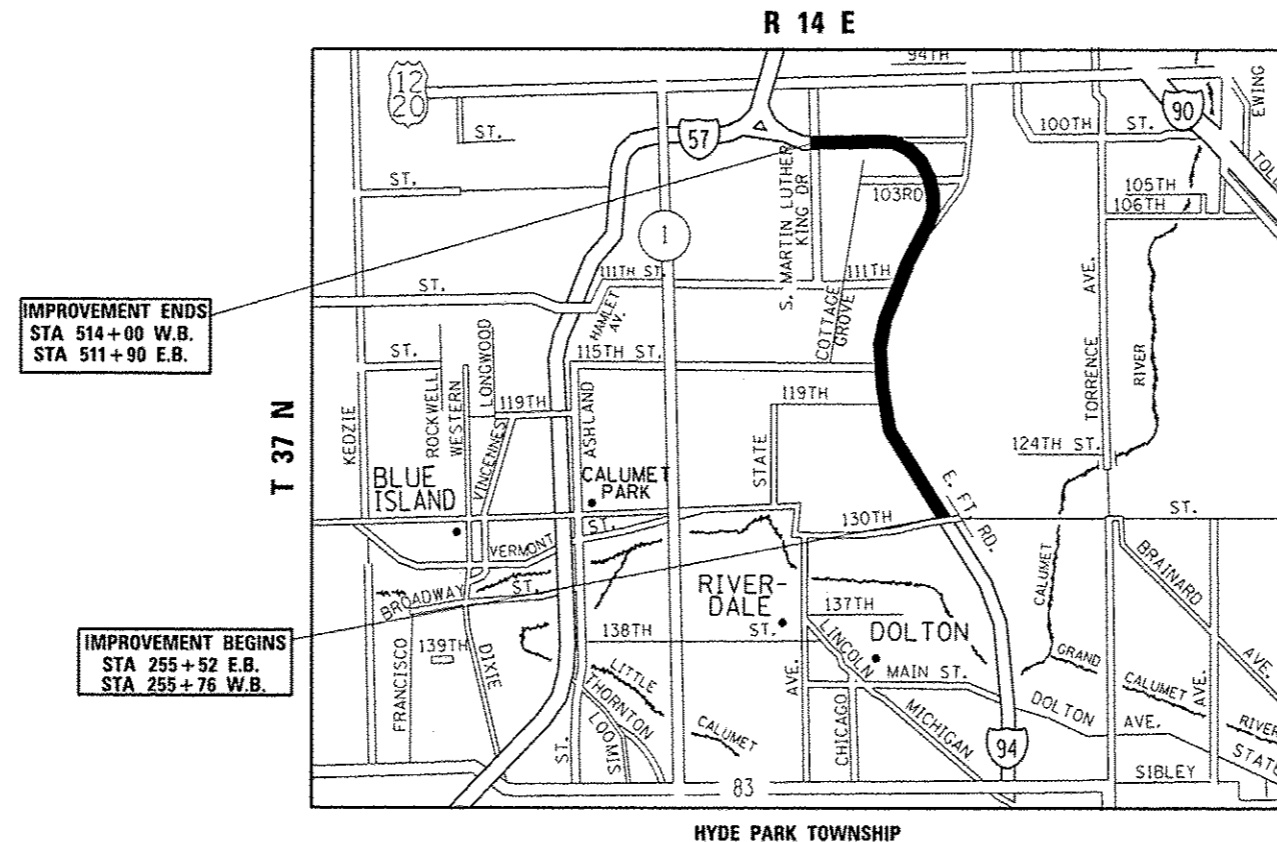 R 14 E
12
20
94TH
EWING
90
100TH ST.
ST.
57
TOLL
ST.
103RD
105TH
106TH
S. MARTIN LUTHER
KING DR
1
111TH ST.
111TH
ST.
HAMLET
AV.
COTTAGE
GROVE
TORRENCE AVE.
RIVER
IMPROVEMENT ENDS
STA 514+00 W.B.
STA 511+90 E.B.
T 37 N
ST.
115TH ST.
KEDZIE
ROCKWELL
WESTERN
LONGWOOD
119TH
VINCENNES
ASHLAND
119TH
STATE
124TH ST.
BLUE
ISLAND
CALUMET
PARK
ST.
130TH
E. FT. RD.
ST.
VERMONT
BROADWAY
ST.
RIVER-
DALE
CALUMET
BRAINARD
AVE.
IMPROVEMENT BEGINS
STA 255+52 E.B.
STA 255+76 W.B.
137TH
138TH ST.
139TH
DOLTON
FRANCISCO
DIXIE
LINCOLN
MAIN ST.
GRAND
CALUMET
RIVER
LITTLE
THORNTON
CALUMET
LOOMIS
ST.
AVE.
CHICAGO
MICHIGAN
DOLTON AVE.
AVE.
STATE
94
83
SIBLEY
HYDE PARK TOWNSHIP